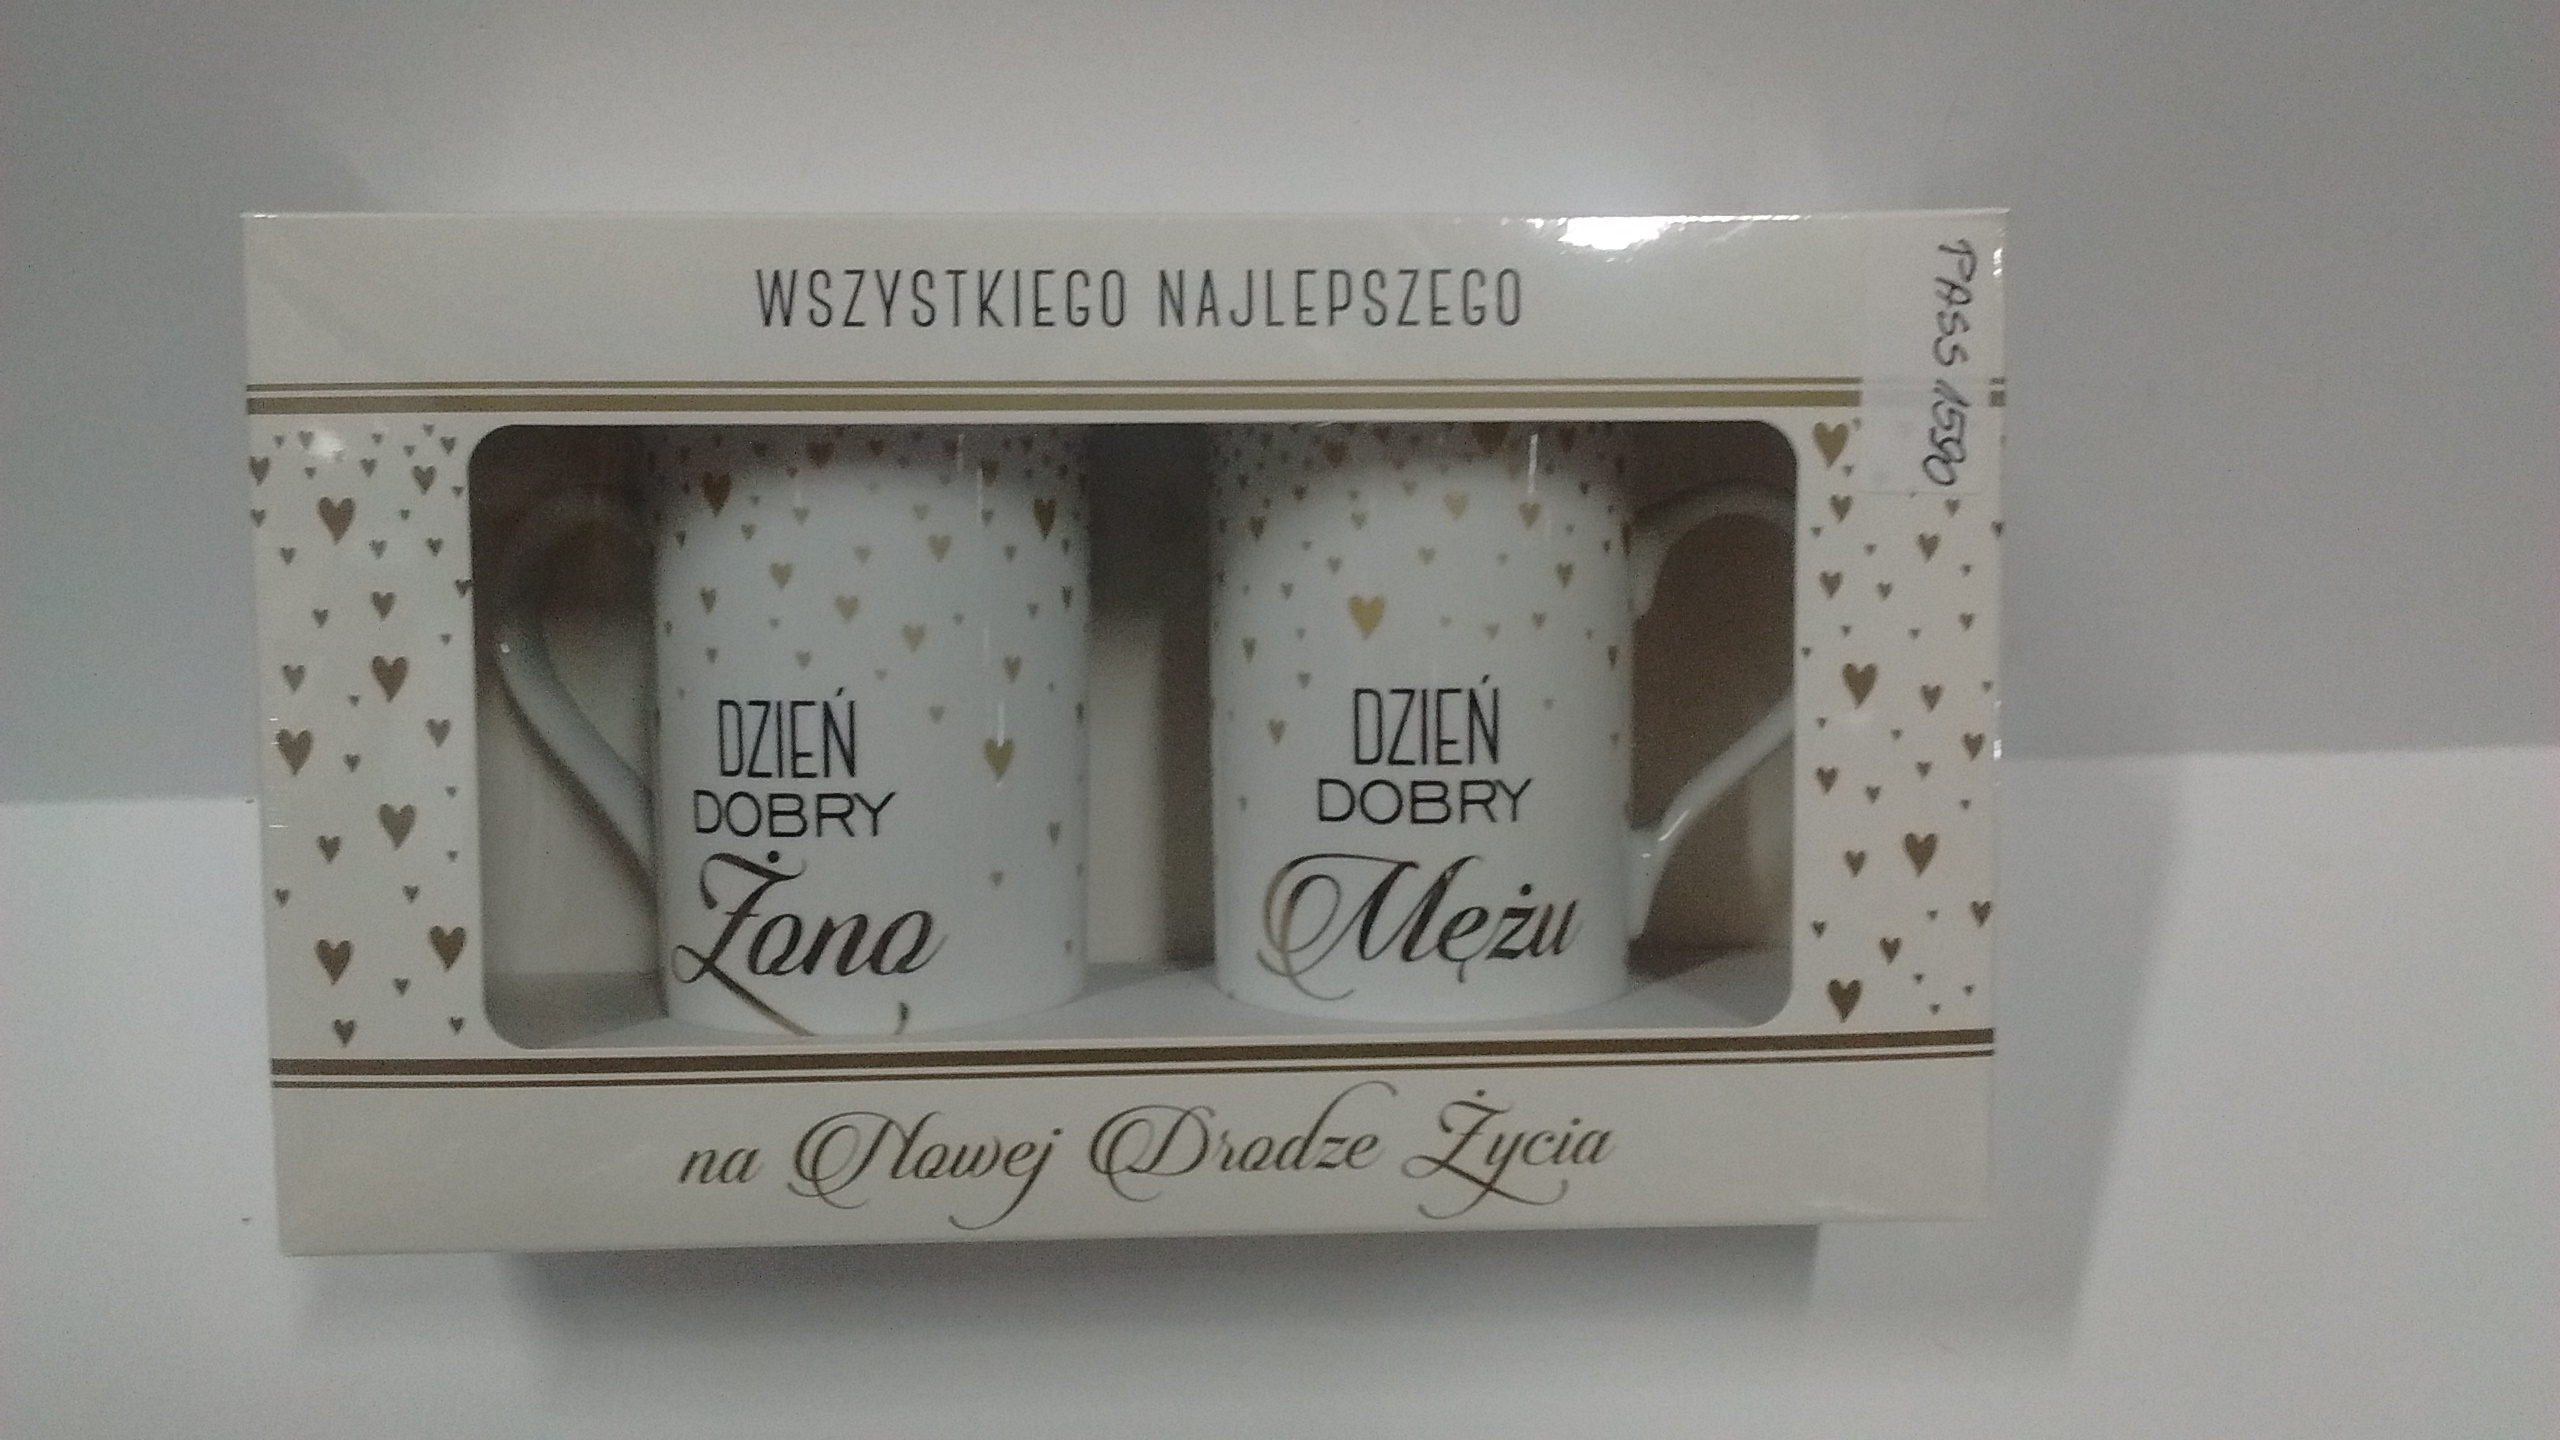 WSZYSTKIEGO NAJLEPSZEGO
PASS 1590
DZIEŃ
DOBRY
Żono
DZIEŃ
DOBRY
Mężu
na Nowej Drodze Życia